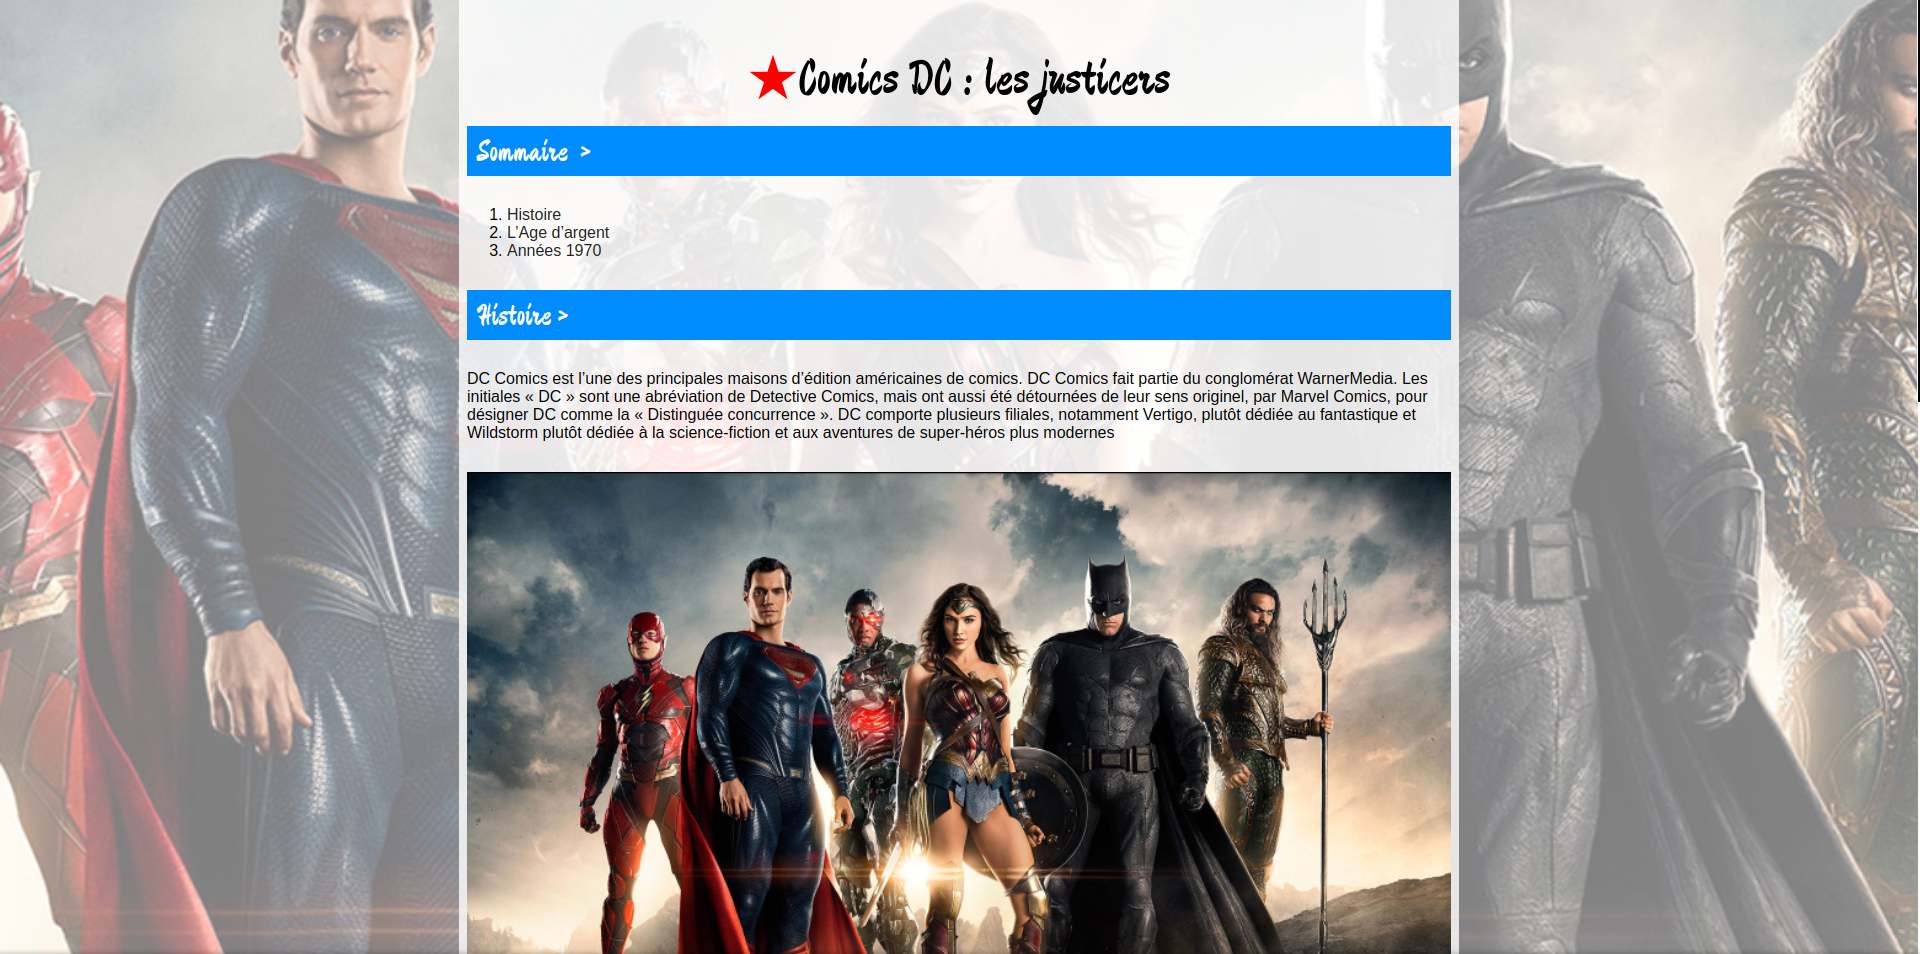 Comics DC : les justicers
Sommaire >
1. Histoire
2. L’Age d’argent
3. Années 1970
Histoire >
DC Comics est l’une des principales maisons d’édition américaines de comics. DC Comics fait partie du conglomérat WarnerMedia. Les
initiales « DC » sont une abréviation de Detective Comics, mais ont aussi été détournées de leur sens originel, par Marvel Comics, pour
désigner DC comme la « Distinguée concurrence ». DC comporte plusieurs filiales, notamment Vertigo, plutôt dédiée au fantastique et
Wildstorm plutôt dédiée à la science-fiction et aux aventures de super-héros plus modernes